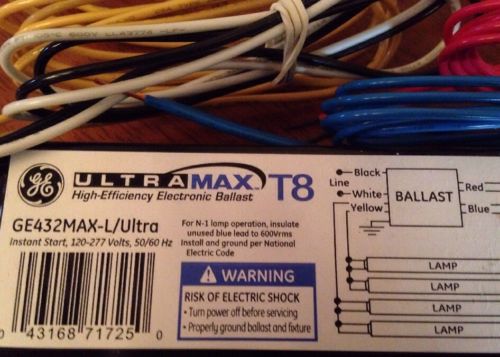 GE ULTRAMAX™ T8
High-Efficiency Electronic Ballast
GE432MAX-L/Ultra
Instant Start, 120-277 Volts, 50/60 Hz
For N-1 lamp operation, insulate
unused blue lead to 600Vrms
Install and ground per National
Electric Code
WARNING
RISK OF ELECTRIC SHOCK
• Turn power off before servicing
• Properly ground ballast and fixture
0 43168 71725 0
Black
Line
White
Yellow
BALLAST
Red
Blue
LAMP
LAMP
LAMP
LAMP